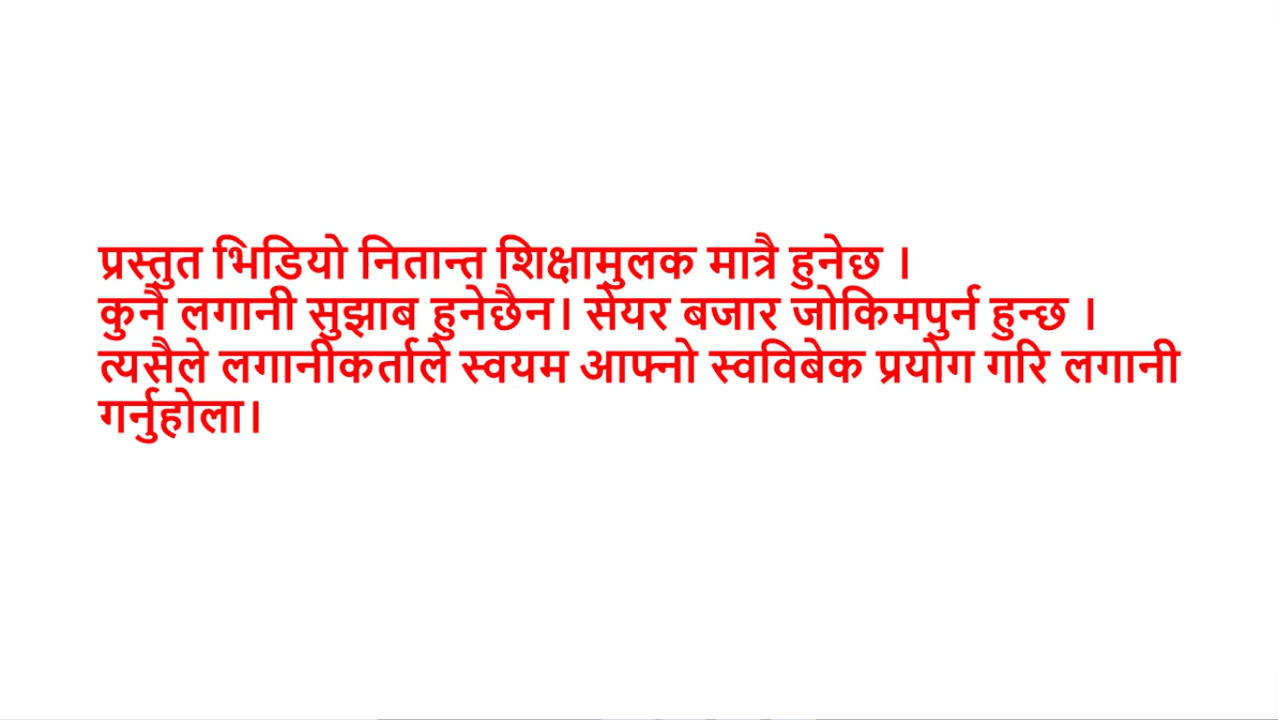 प्रस्तुत भिडियो नितान्त शिक्षामुलक मात्रै हुनेछ ।
कुनै लगानी सुझाब हुनेछैन। सेयर बजार जोकिमपुर्न हुन्छ ।
त्यसैले लगानीकर्ताले स्वयम आफ्नो स्वविबेक प्रयोग गरि लगानी
गर्नुहोला।